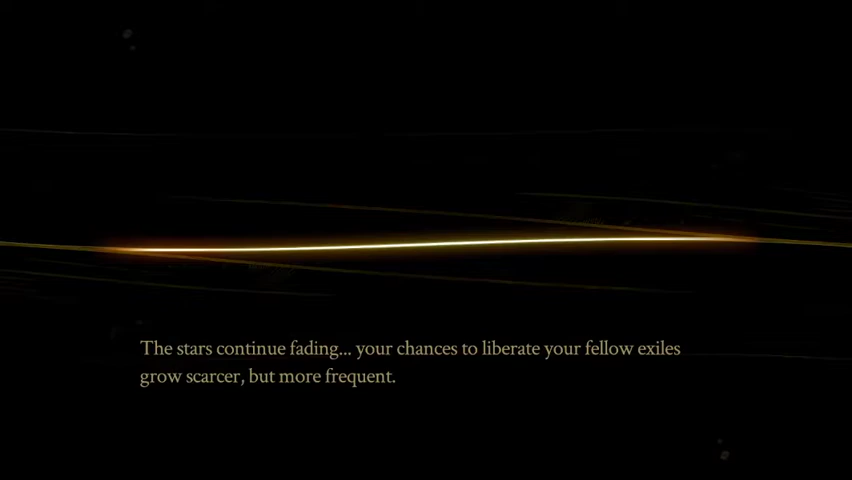 The stars continue fading... your chances to liberate your fellow exiles
grow scarcer, but more frequent.